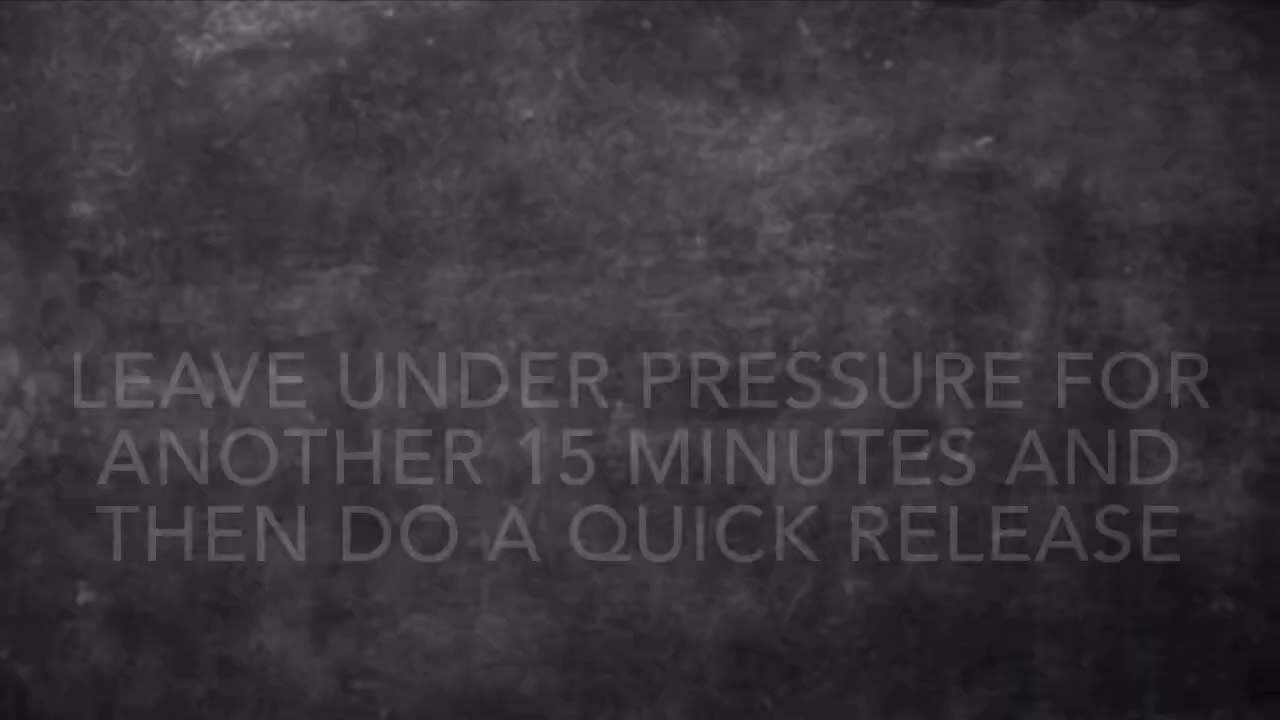 LEAVE UNDER PRESSURE FOR
ANOTHER 15 MINUTES AND
THEN DO A QUICK RELEASE